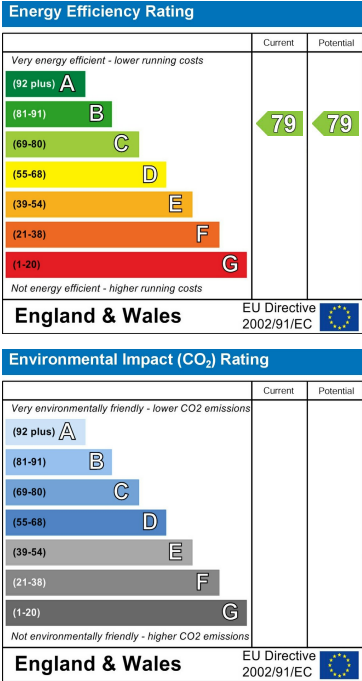 Energy Efficiency Rating
Current Potential
Very energy efficient - lower running costs
(92 plus) A
(81-91) B
79 79
(69-80) C
(55-68) D
(39-54) E
(21-38) F
(1-20) G
Not energy efficient - higher running costs
England & Wales
EU Directive
2002/91/EC
Environmental Impact (CO₂) Rating
Current Potential
Very environmentally friendly - lower CO2 emissions
(92 plus) A
(81-91) B
(69-80) C
(55-68) D
(39-54) E
(21-38) F
(1-20) G
Not environmentally friendly - higher CO2 emissions
England & Wales
EU Directive
2002/91/EC